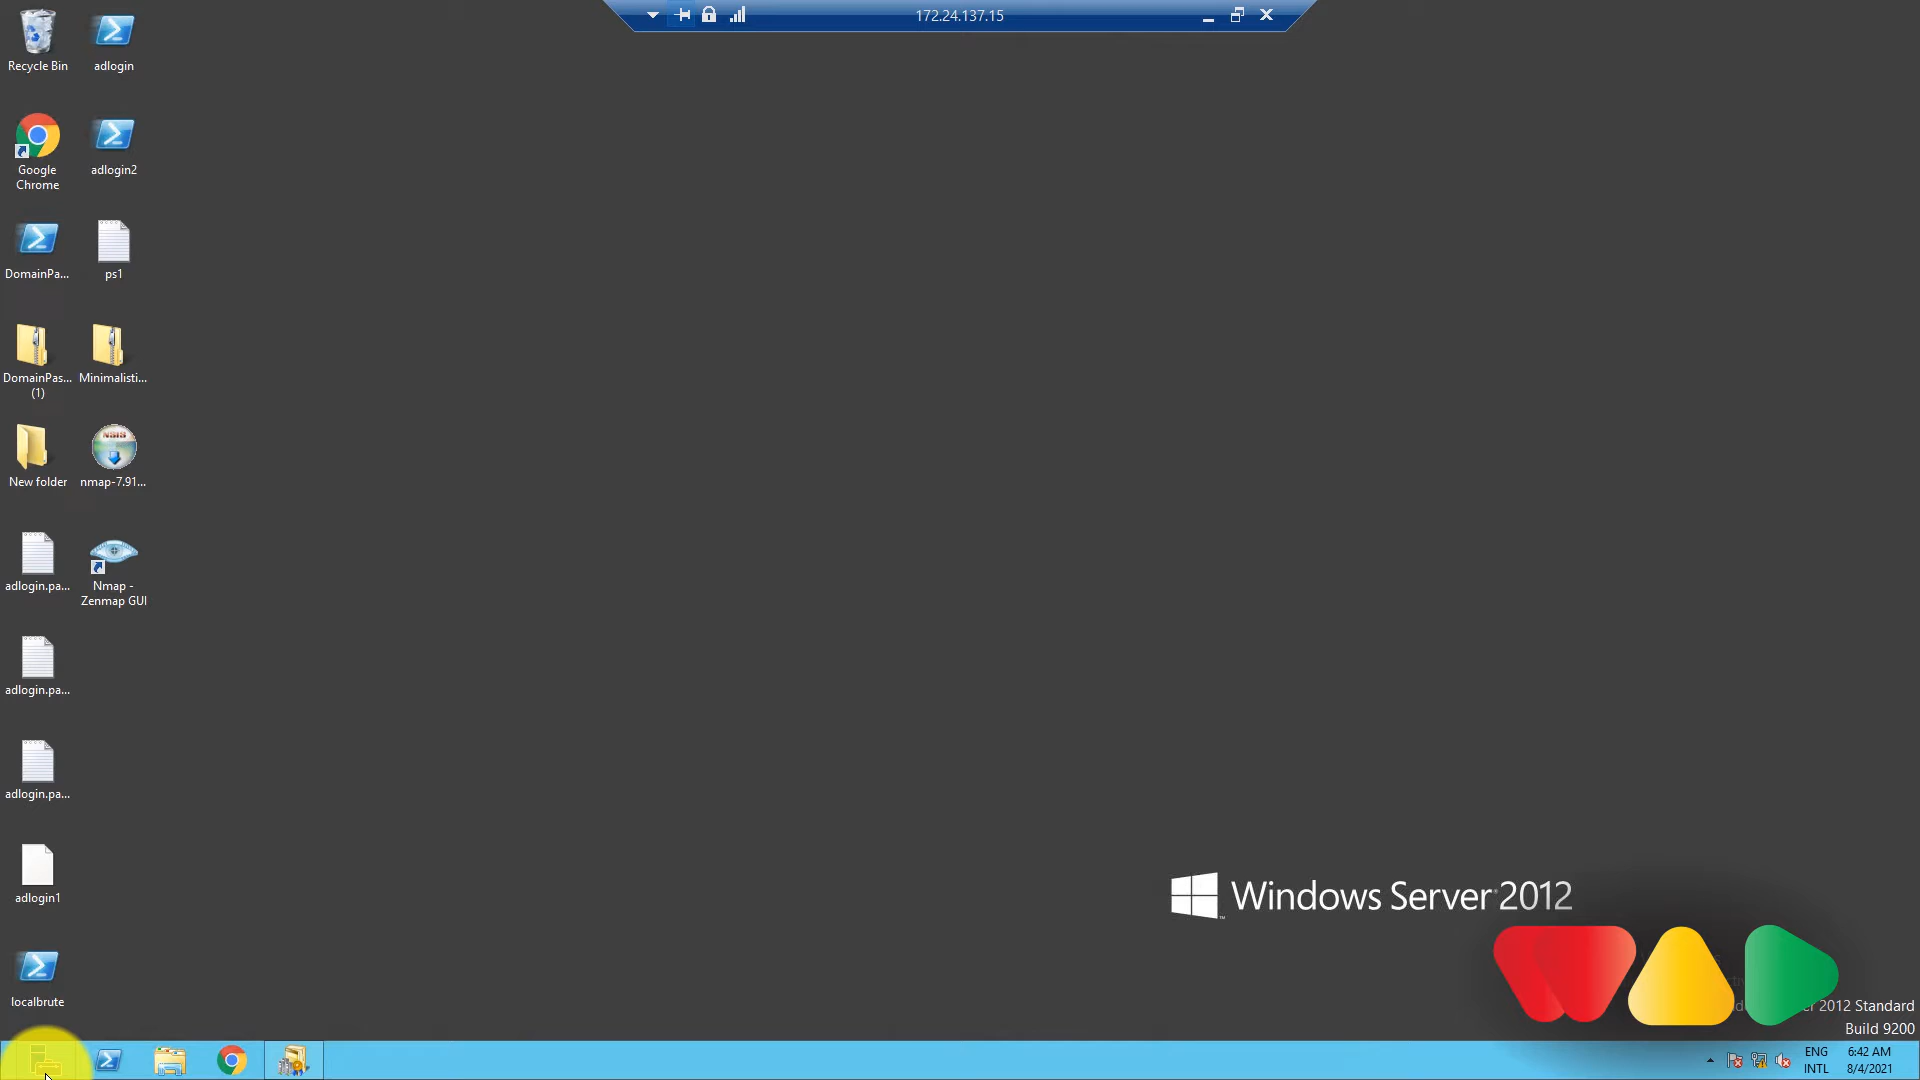 172.24.137.15
Recycle Bin
adlogin
Google
Chrome
adlogin2
DomainPa...
ps1
DomainPas...
(1)
Minimalisti...
New folder
NSIS
nmap-7.91...
adlogin.pa...
Nmap -
Zenmap GUI
adlogin.pa...
adlogin.pa...
adlogin1
localbrute
Windows Server 2012
2012 Standard
Build 9200
ENG
INTL
6:42 AM
8/4/2021